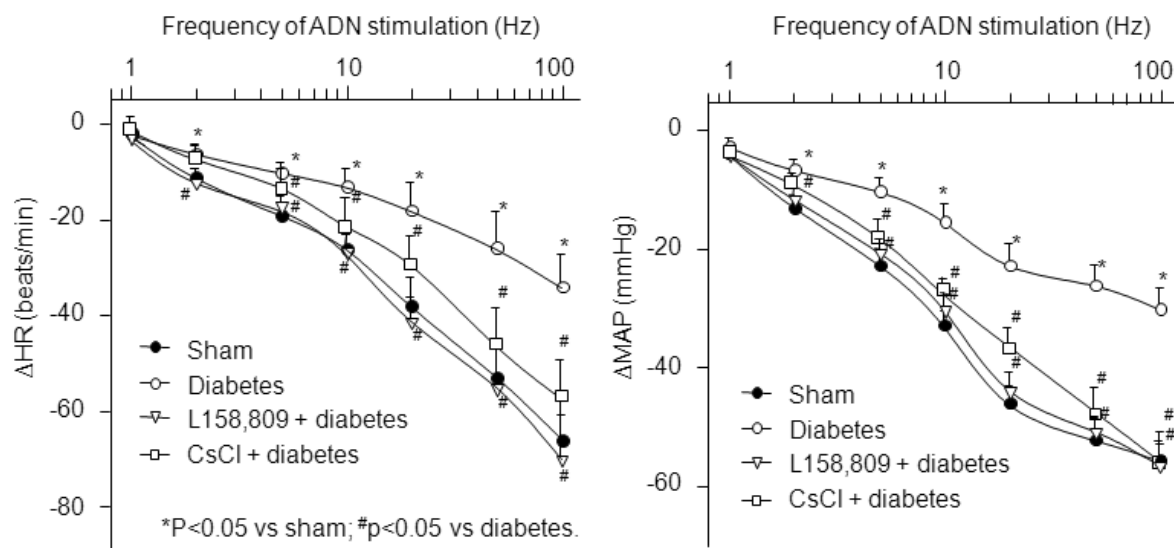 Frequency of ADN stimulation (Hz)
1 10 100
0
-20
-40
-60
-80
ΔHR (beats/min)
* * * * * *
# # # # # # # # # # #
Sham
Diabetes
L158,809 + diabetes
CsCl + diabetes
*P<0.05 vs sham; #p<0.05 vs diabetes.
Frequency of ADN stimulation (Hz)
1 10 100
0
-20
-40
-60
ΔMAP (mmHg)
* * * * * *
# # # # # # # # # # #
Sham
Diabetes
L158,809 + diabetes
CsCl + diabetes